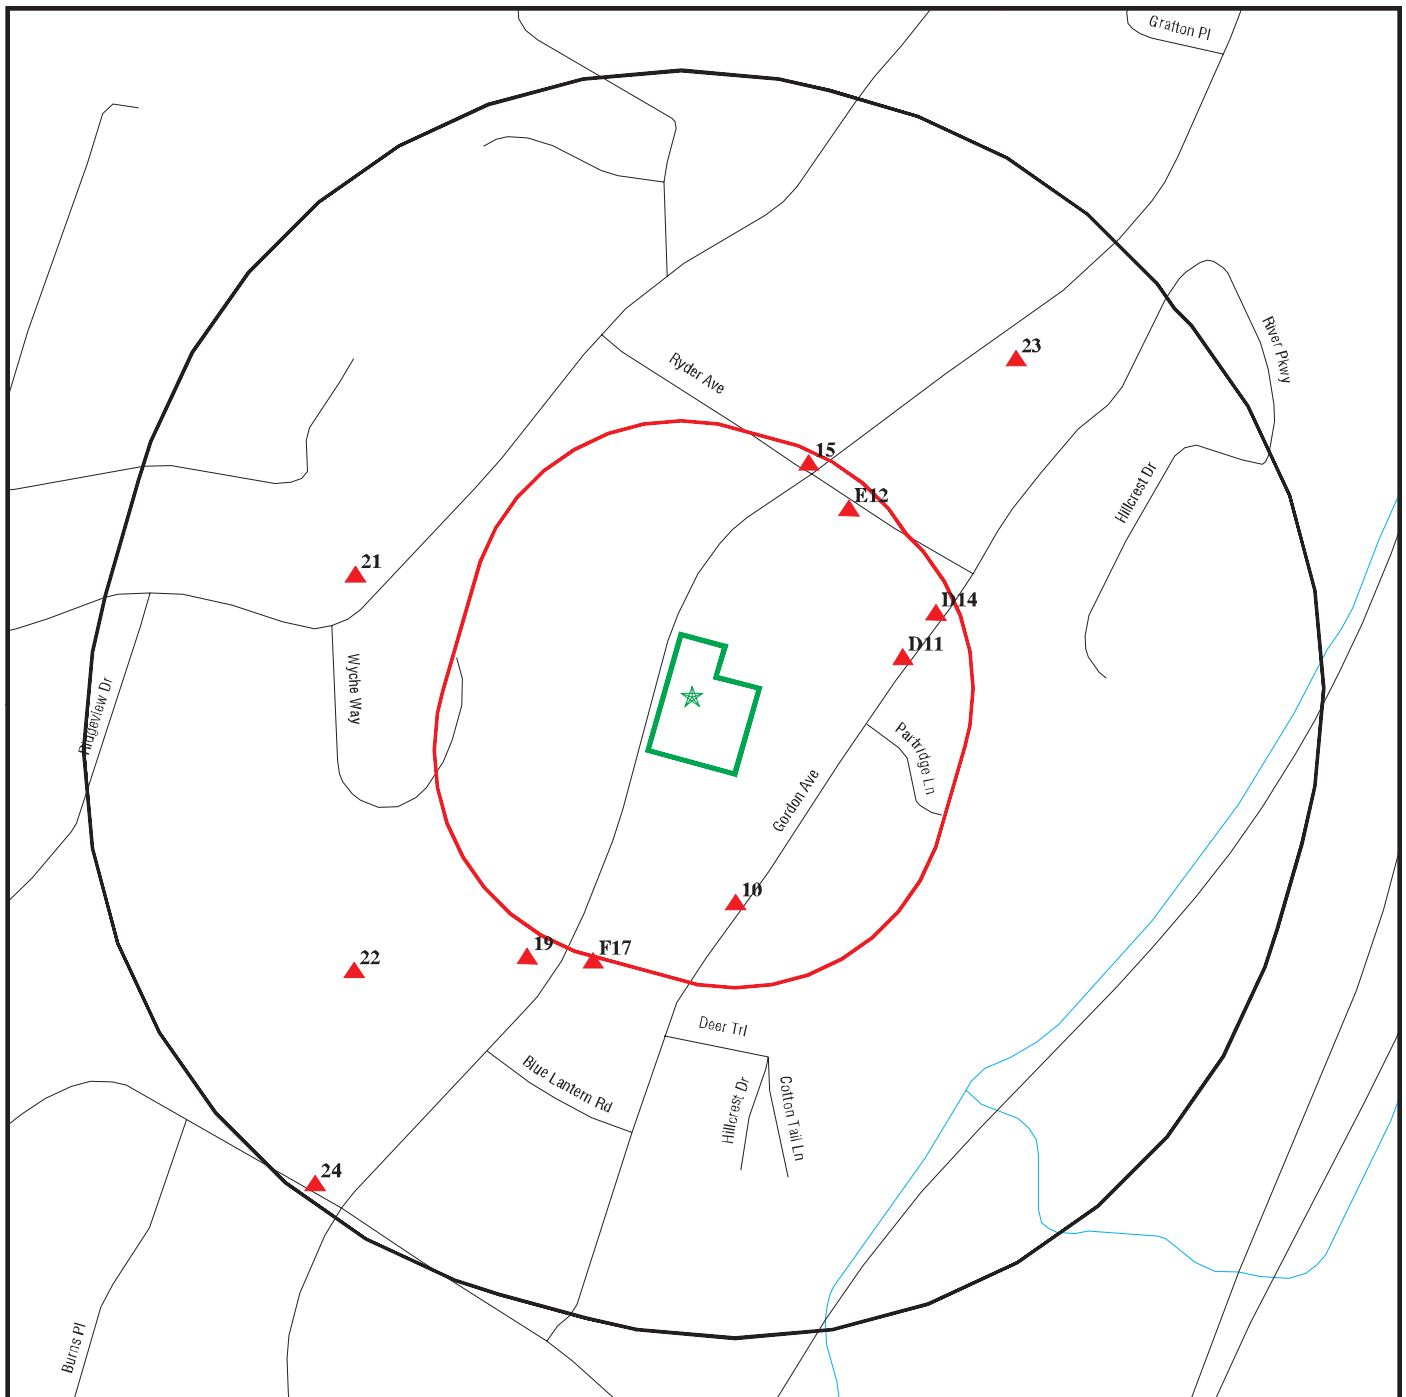 Grafton Pl
River Pkwy
23
Ryder Ave
15
Hillcrest Dr
E12
21
D14
D11
Wyche Way
Ridgeview Dr
Partridge Ln
Gordon Ave
10
19
F17
22
Deer Trl
Blue Lantern Rd
Hillcrest Dr
Cotton Tail Ln
24
Burns Pl